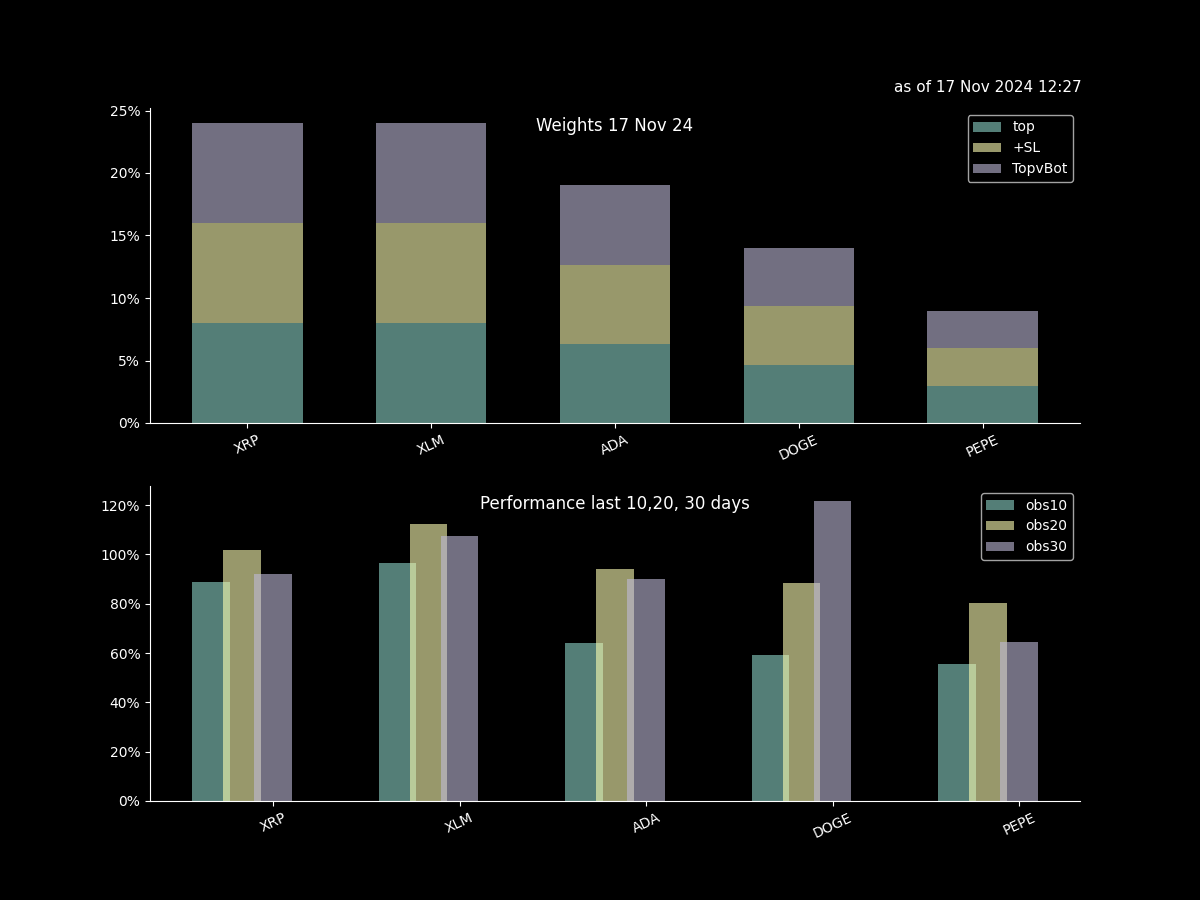 as of 17 Nov 2024 12:27
Weights 17 Nov 24
25%
20%
15%
10%
5%
0%
top
+SL
TopvBot
XRP
XLM
ADA
DOGE
PEPE
Performance last 10,20, 30 days
120%
100%
80%
60%
40%
20%
0%
obs10
obs20
obs30
XRP
XLM
ADA
DOGE
PEPE